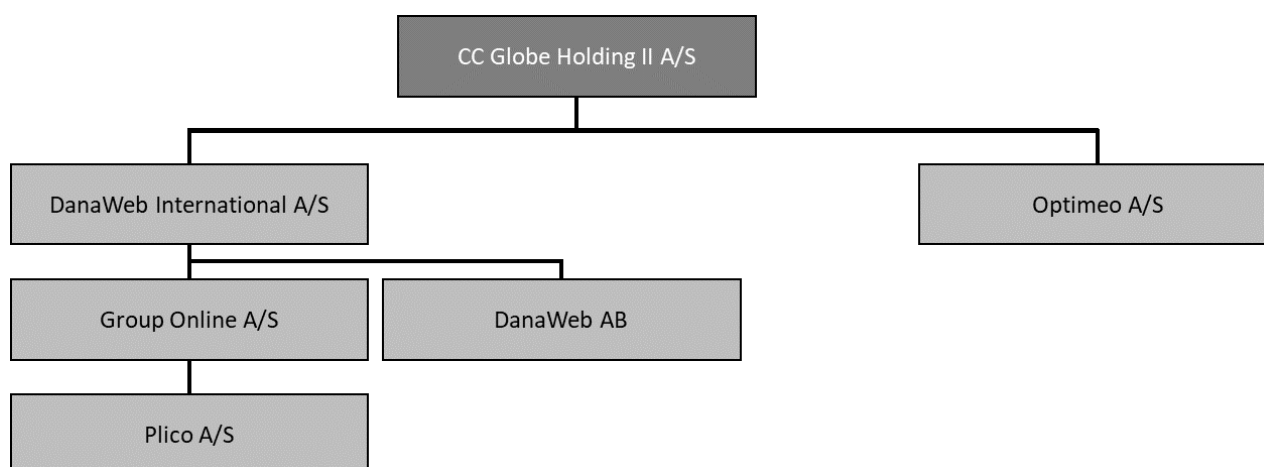 CC Globe Holding II A/S
DanaWeb International A/S
Optimeo A/S
Group Online A/S
DanaWeb AB
Plico A/S